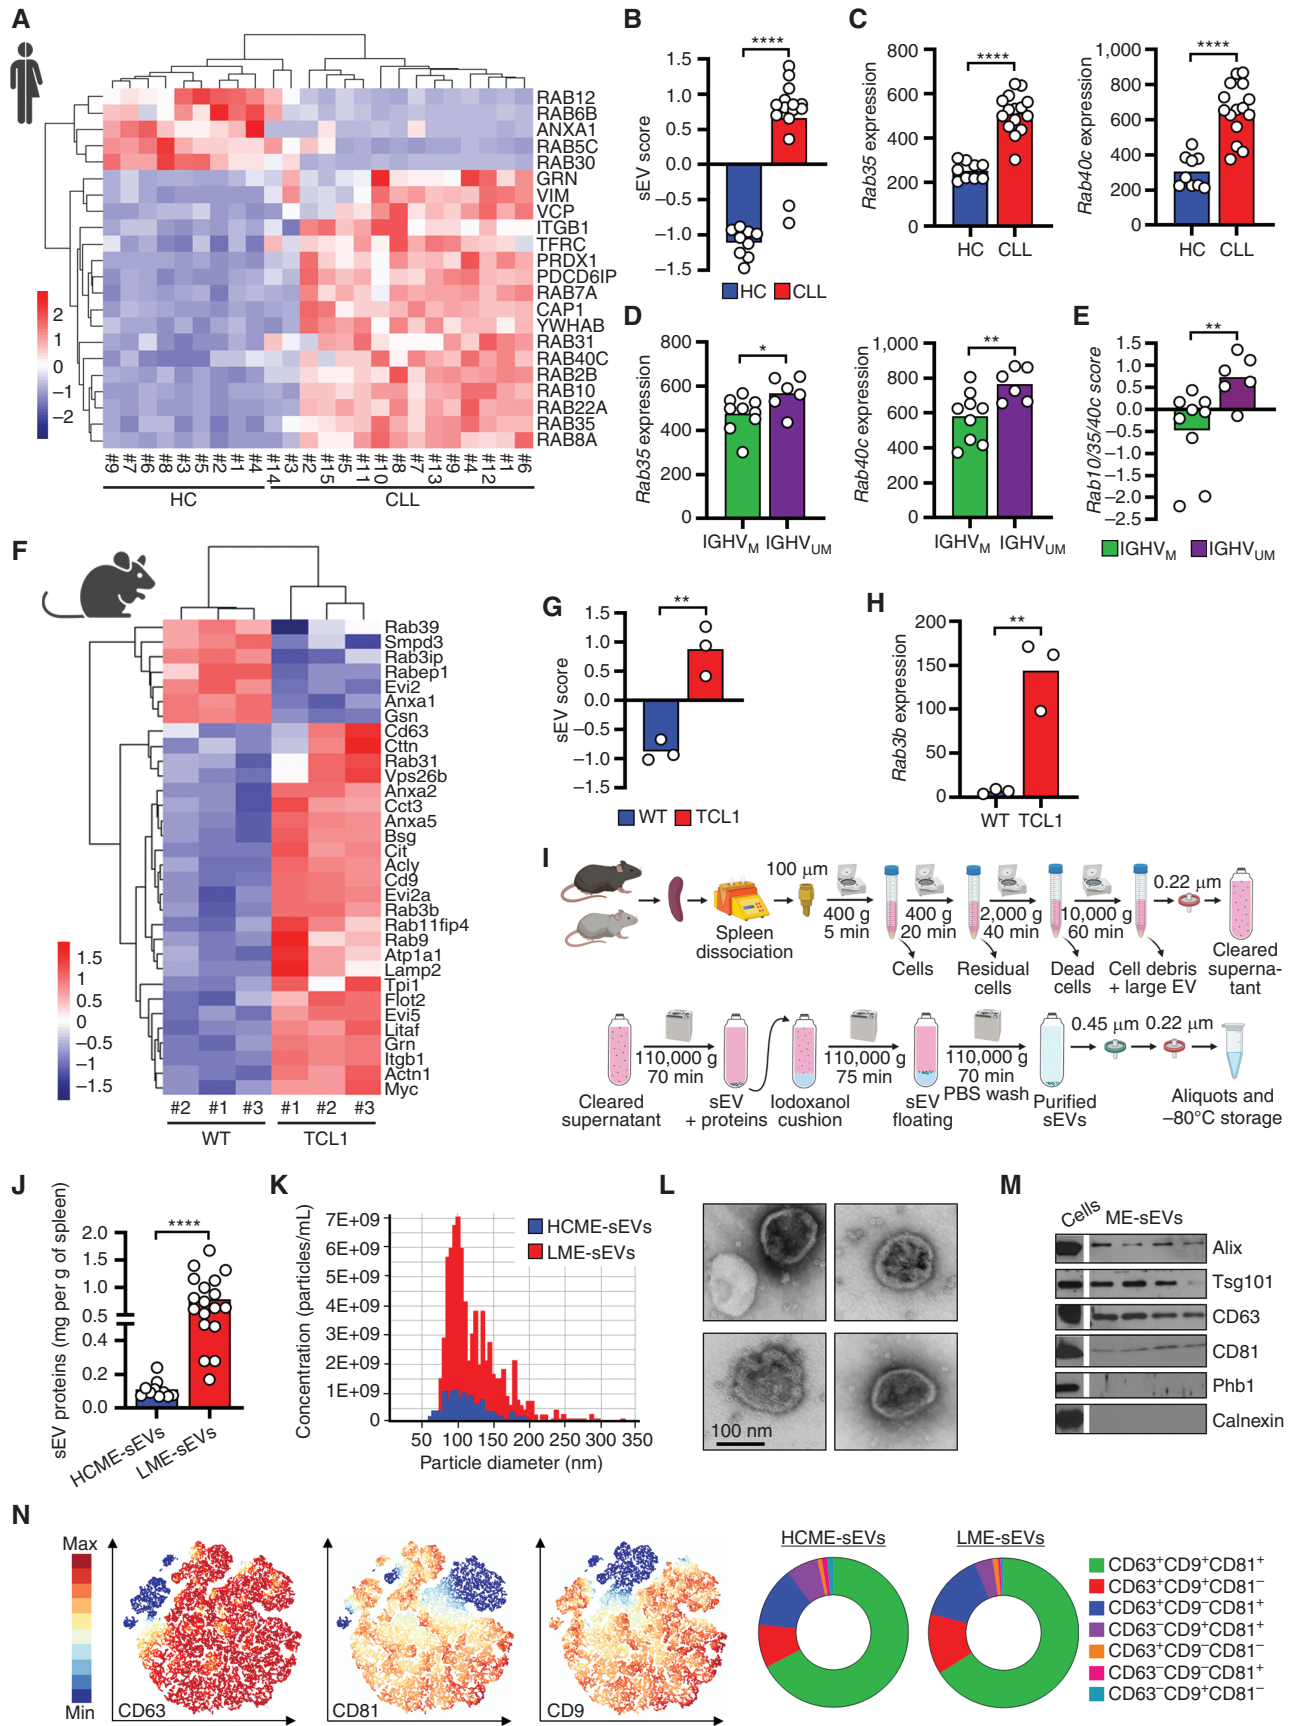 A
RAB12
RAB6B
ANXA1
RAB5C
RAB30
GRN
VIM
VCP
ITGB1
TFRC
PRDX1
PDCD6IP
RAB7A
CAP1
YWHAB
RAB31
RAB40C
RAB2B
RAB10
RAB22A
RAB35
RAB8A
2
1
0
−1
−2
#9 #7 #6 #8 #3 #5 #2 #1 #4 #14 #3 #2 #15 #5 #11 #10 #8 #7 #13 #9 #4 #12 #1 #6
HC CLL
B
sEV score
1.5
1.0
0.5
0.0
−0.5
−1.0
−1.5
****
HC CLL
C
Rab35 expression
800
600
400
200
0
****
HC CLL
Rab40c expression
1,000
800
600
400
200
0
****
HC CLL
D
Rab35 expression
800
600
400
200
0
*
IGHVM IGHVUM
Rab40c expression
1,000
800
600
400
200
0
**
IGHVM IGHVUM
E
Rab10/35/40c score
1.5
1.0
0.5
0.0
−0.5
−1.0
−1.5
−2.0
−2.5
**
IGHVM IGHVUM
F
Rab39
Smpd3
Rab3ip
Rabep1
Evi2
Anxa1
Gsn
Cd63
Cttn
Rab31
Vps26b
Anxa2
Cct3
Anxa5
Bsg
Cit
Acly
Cd9
Evi2a
Rab3b
Rab11fip4
Rab9
Atp1a1
Lamp2
Tpi1
Flot2
Evi5
Litaf
Grn
Itgb1
Actn1
Myc
1.5
1
0.5
0
−0.5
−1
−1.5
#2 #1 #3 #1 #2 #3
WT TCL1
G
sEV score
1.5
1.0
0.5
0.0
−0.5
−1.0
−1.5
**
WT TCL1
H
Rab3b expression
200
150
100
50
0
**
WT TCL1
I
Spleen
dissociation
100 μm
400 g
5 min
Cells
400 g
20 min
Residual
cells
2,000 g
40 min
Dead
cells
10,000 g
60 min
Cell debris
+ large EV
0.22 μm
Cleared
superna-
tant
Cleared
supernatant
110,000 g
70 min
sEV
+ proteins
Iodoxanol
cushion
110,000 g
75 min
sEV
floating
110,000 g
70 min
PBS wash
Purified
sEVs
0.45 μm 0.22 μm
Aliquots and
−80°C storage
J
sEV proteins (mg per g of spleen)
2.0
1.5
1.0
0.5
0.4
0.2
0.0
****
HCME-sEVs
LME-sEVs
K
Concentration (particles/mL)
7E+09
6E+09
5E+09
4E+09
3E+09
2E+09
1E+09
0
HCME-sEVs
LME-sEVs
50 100 150 200 250 300 350
Particle diameter (nm)
L
100 nm
M
Cells ME-sEVs
Alix
Tsg101
CD63
CD81
Phb1
Calnexin
N
Max
Min
CD63
CD81
CD9
HCME-sEVs
LME-sEVs
CD63⁺CD9⁺CD81⁺
CD63⁺CD9⁺CD81⁻
CD63⁺CD9⁻CD81⁺
CD63⁻CD9⁺CD81⁺
CD63⁺CD9⁻CD81⁻
CD63⁻CD9⁻CD81⁺
CD63⁻CD9⁺CD81⁻